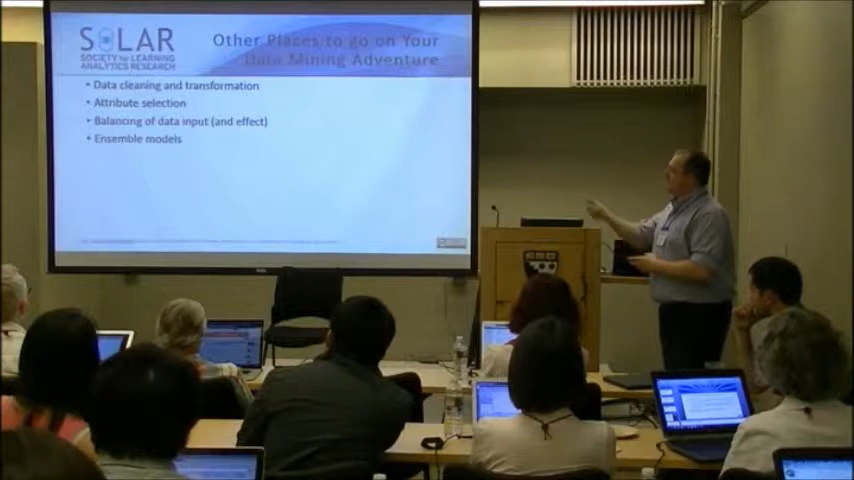 SOLAR
SOCIETY for LEARNING
ANALYTICS RESEARCH
Other Places to go on Your
Data Mining Adventure
• Data cleaning and transformation
• Attribute selection
• Balancing of data input (and effect)
• Ensemble models